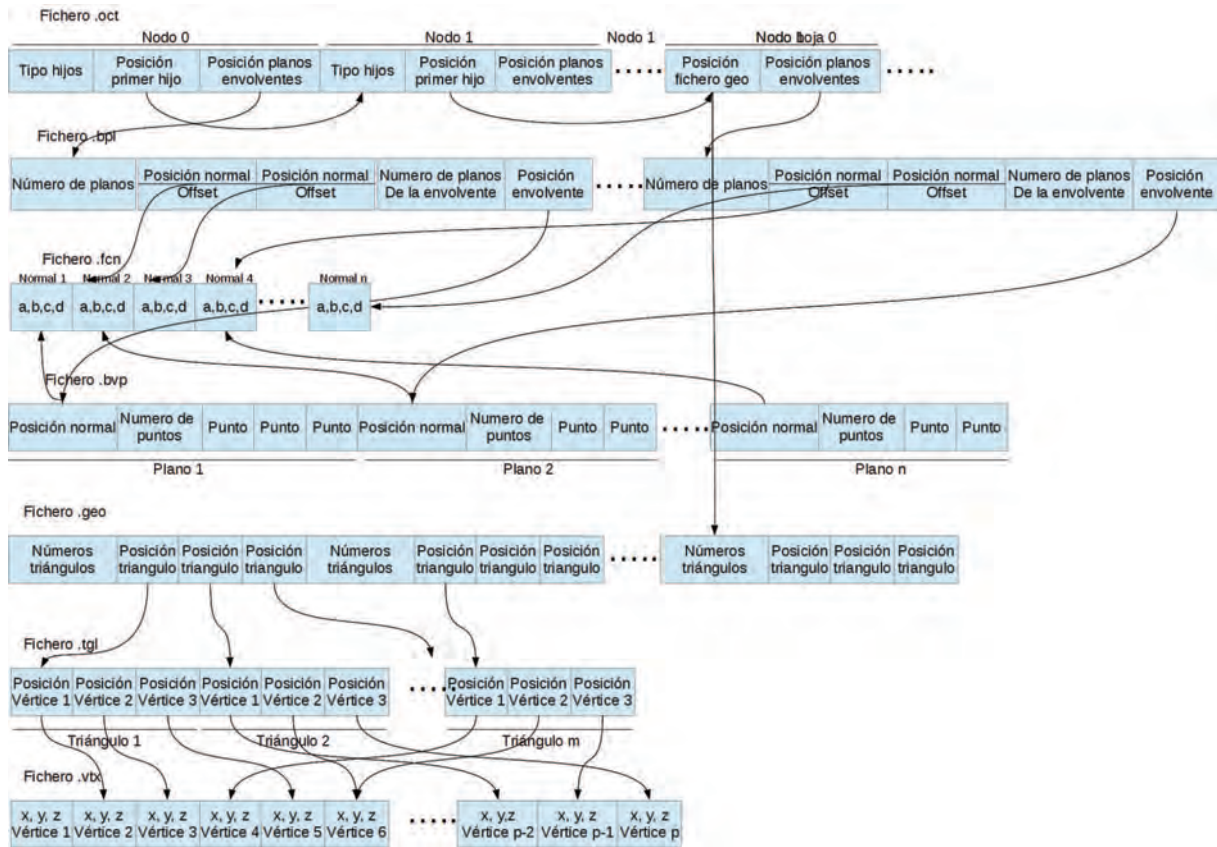 Fichero .oct
Nodo 0 Nodo 1 Nodo 1 Nodo hoja 0
Tipo hijos Posición primer hijo Posición planos envolventes Tipo hijos Posición primer hijo Posición planos envolventes Posición fichero geo Posición planos envolventes
Fichero .bpl
Número de planos Posición normal Offset Posición normal Offset Numero de planos De la envolvente Posición envolvente Número de planos Posición normal Offset Posición normal Offset Numero de planos De la envolvente Posición envolvente
Fichero .fcn
Normal 1 Normal 2 Normal 3 Normal 4 Normal n
a,b,c,d a,b,c,d a,b,c,d a,b,c,d a,b,c,d
Fichero .bvp
Posición normal Numero de puntos Punto Punto Punto Posición normal Numero de puntos Punto Punto Posición normal Numero de puntos Punto Punto
Plano 1 Plano 2 Plano n
Fichero .geo
Números triángulos Posición triangulo Posición triangulo Posición triangulo Números triángulos Posición triangulo Posición triangulo Posición triangulo Números triángulos Posición triangulo Posición triangulo Posición triangulo
Fichero .tgl
Posición Vértice 1 Posición Vértice 2 Posición Vértice 3 Posición Vértice 1 Posición Vértice 2 Posición Vértice 3 Posición Vértice 1 Posición Vértice 2 Posición Vértice 3
Triángulo 1 Triángulo 2 Triángulo m
Fichero .vtx
x, y, z Vértice 1 x, y, z Vértice 2 x, y, z Vértice 3 x, y, z Vértice 4 x, y, z Vértice 5 x, y, z Vértice 6 x, y,z Vértice p-2 x, y, z Vértice p-1 x, y, z Vértice p